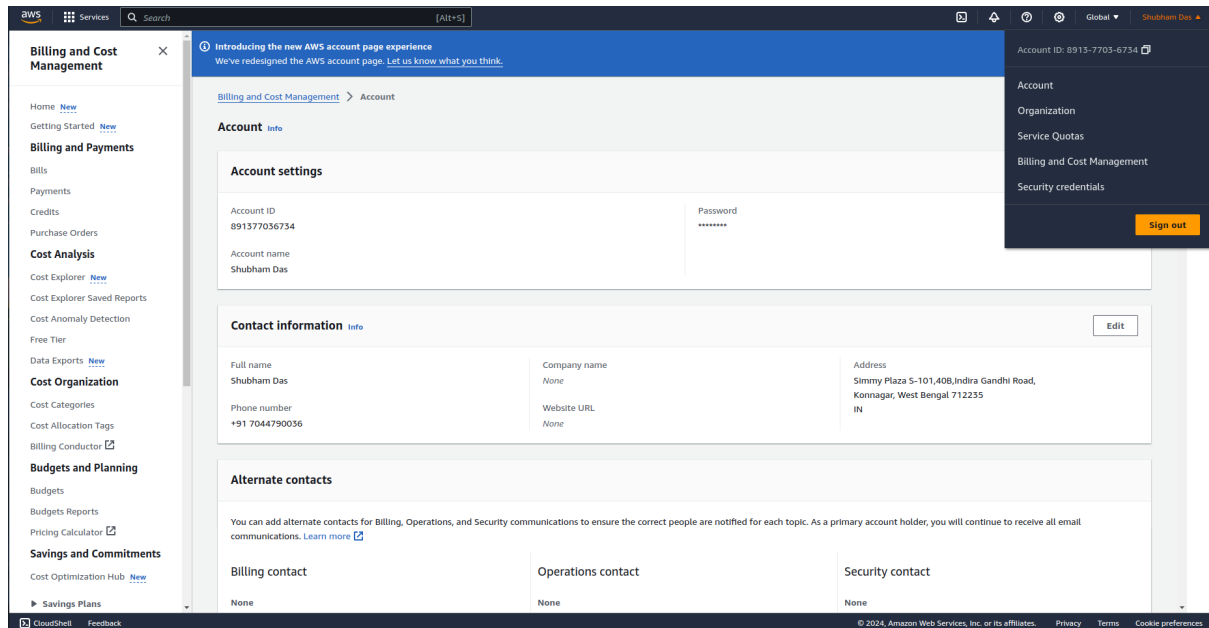 aws
Services
Search
[Alt+S]
Global ▼
Shubham Das ▲
Billing and Cost Management
Home New
Getting Started New
Billing and Payments
Bills
Payments
Credits
Purchase Orders
Cost Analysis
Cost Explorer New
Cost Explorer Saved Reports
Cost Anomaly Detection
Free Tier
Data Exports New
Cost Organization
Cost Categories
Cost Allocation Tags
Billing Conductor
Budgets and Planning
Budgets
Budgets Reports
Pricing Calculator
Savings and Commitments
Cost Optimization Hub New
▶ Savings Plans
Introducing the new AWS account page experience
We've redesigned the AWS account page. Let us know what you think.
Billing and Cost Management > Account
Account Info
Account settings
Account ID
891377036734
Account name
Shubham Das
Password
********
Account ID: 8913-7703-6734
Account
Organization
Service Quotas
Billing and Cost Management
Security credentials
Sign out
Contact information Info
Edit
Full name
Shubham Das
Phone number
+91 7044790036
Company name
None
Website URL
None
Address
Simmy Plaza S-101,40B,Indira Gandhi Road,
Konnagar, West Bengal 712235
IN
Alternate contacts
You can add alternate contacts for Billing, Operations, and Security communications to ensure the correct people are notified for each topic. As a primary account holder, you will continue to receive all email
communications. Learn more
Billing contact
None
Operations contact
None
Security contact
None
CloudShell
Feedback
© 2024, Amazon Web Services, Inc. or its affiliates.
Privacy
Terms
Cookie preferences